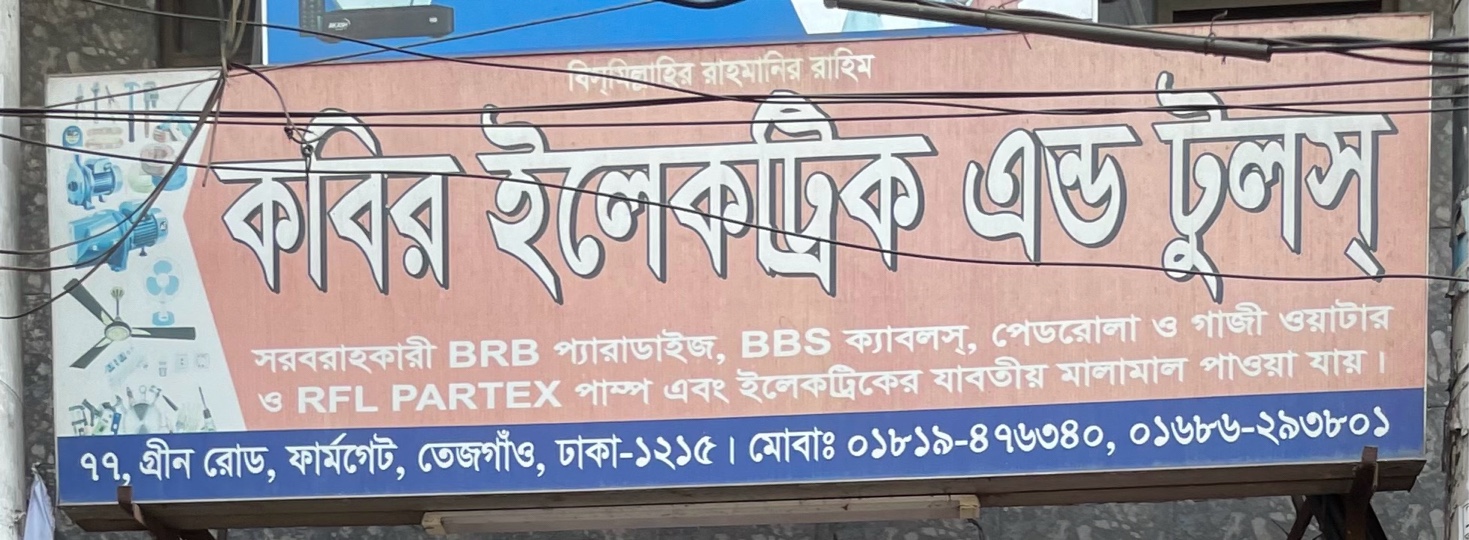 বিস্‌মিল্লাহির রাহমানির রাহিম
কবির ইলেকট্রিক এন্ড টুলস্
সরবরাহকারী BRB প্যারাডাইজ, BBS ক্যাবলস্, পেডরোলা ও গাজী ওয়াটার
ও RFL PARTEX পাম্প এবং ইলেকট্রিকের যাবতীয় মালামাল পাওয়া যায়।
৭৭, গ্রীন রোড, ফার্মগেট, তেজগাঁও, ঢাকা-১২১৫। মোবাঃ ০১৮১৯-৪৭৬৩৪০, ০১৬৮৬-২৯৩৮০১